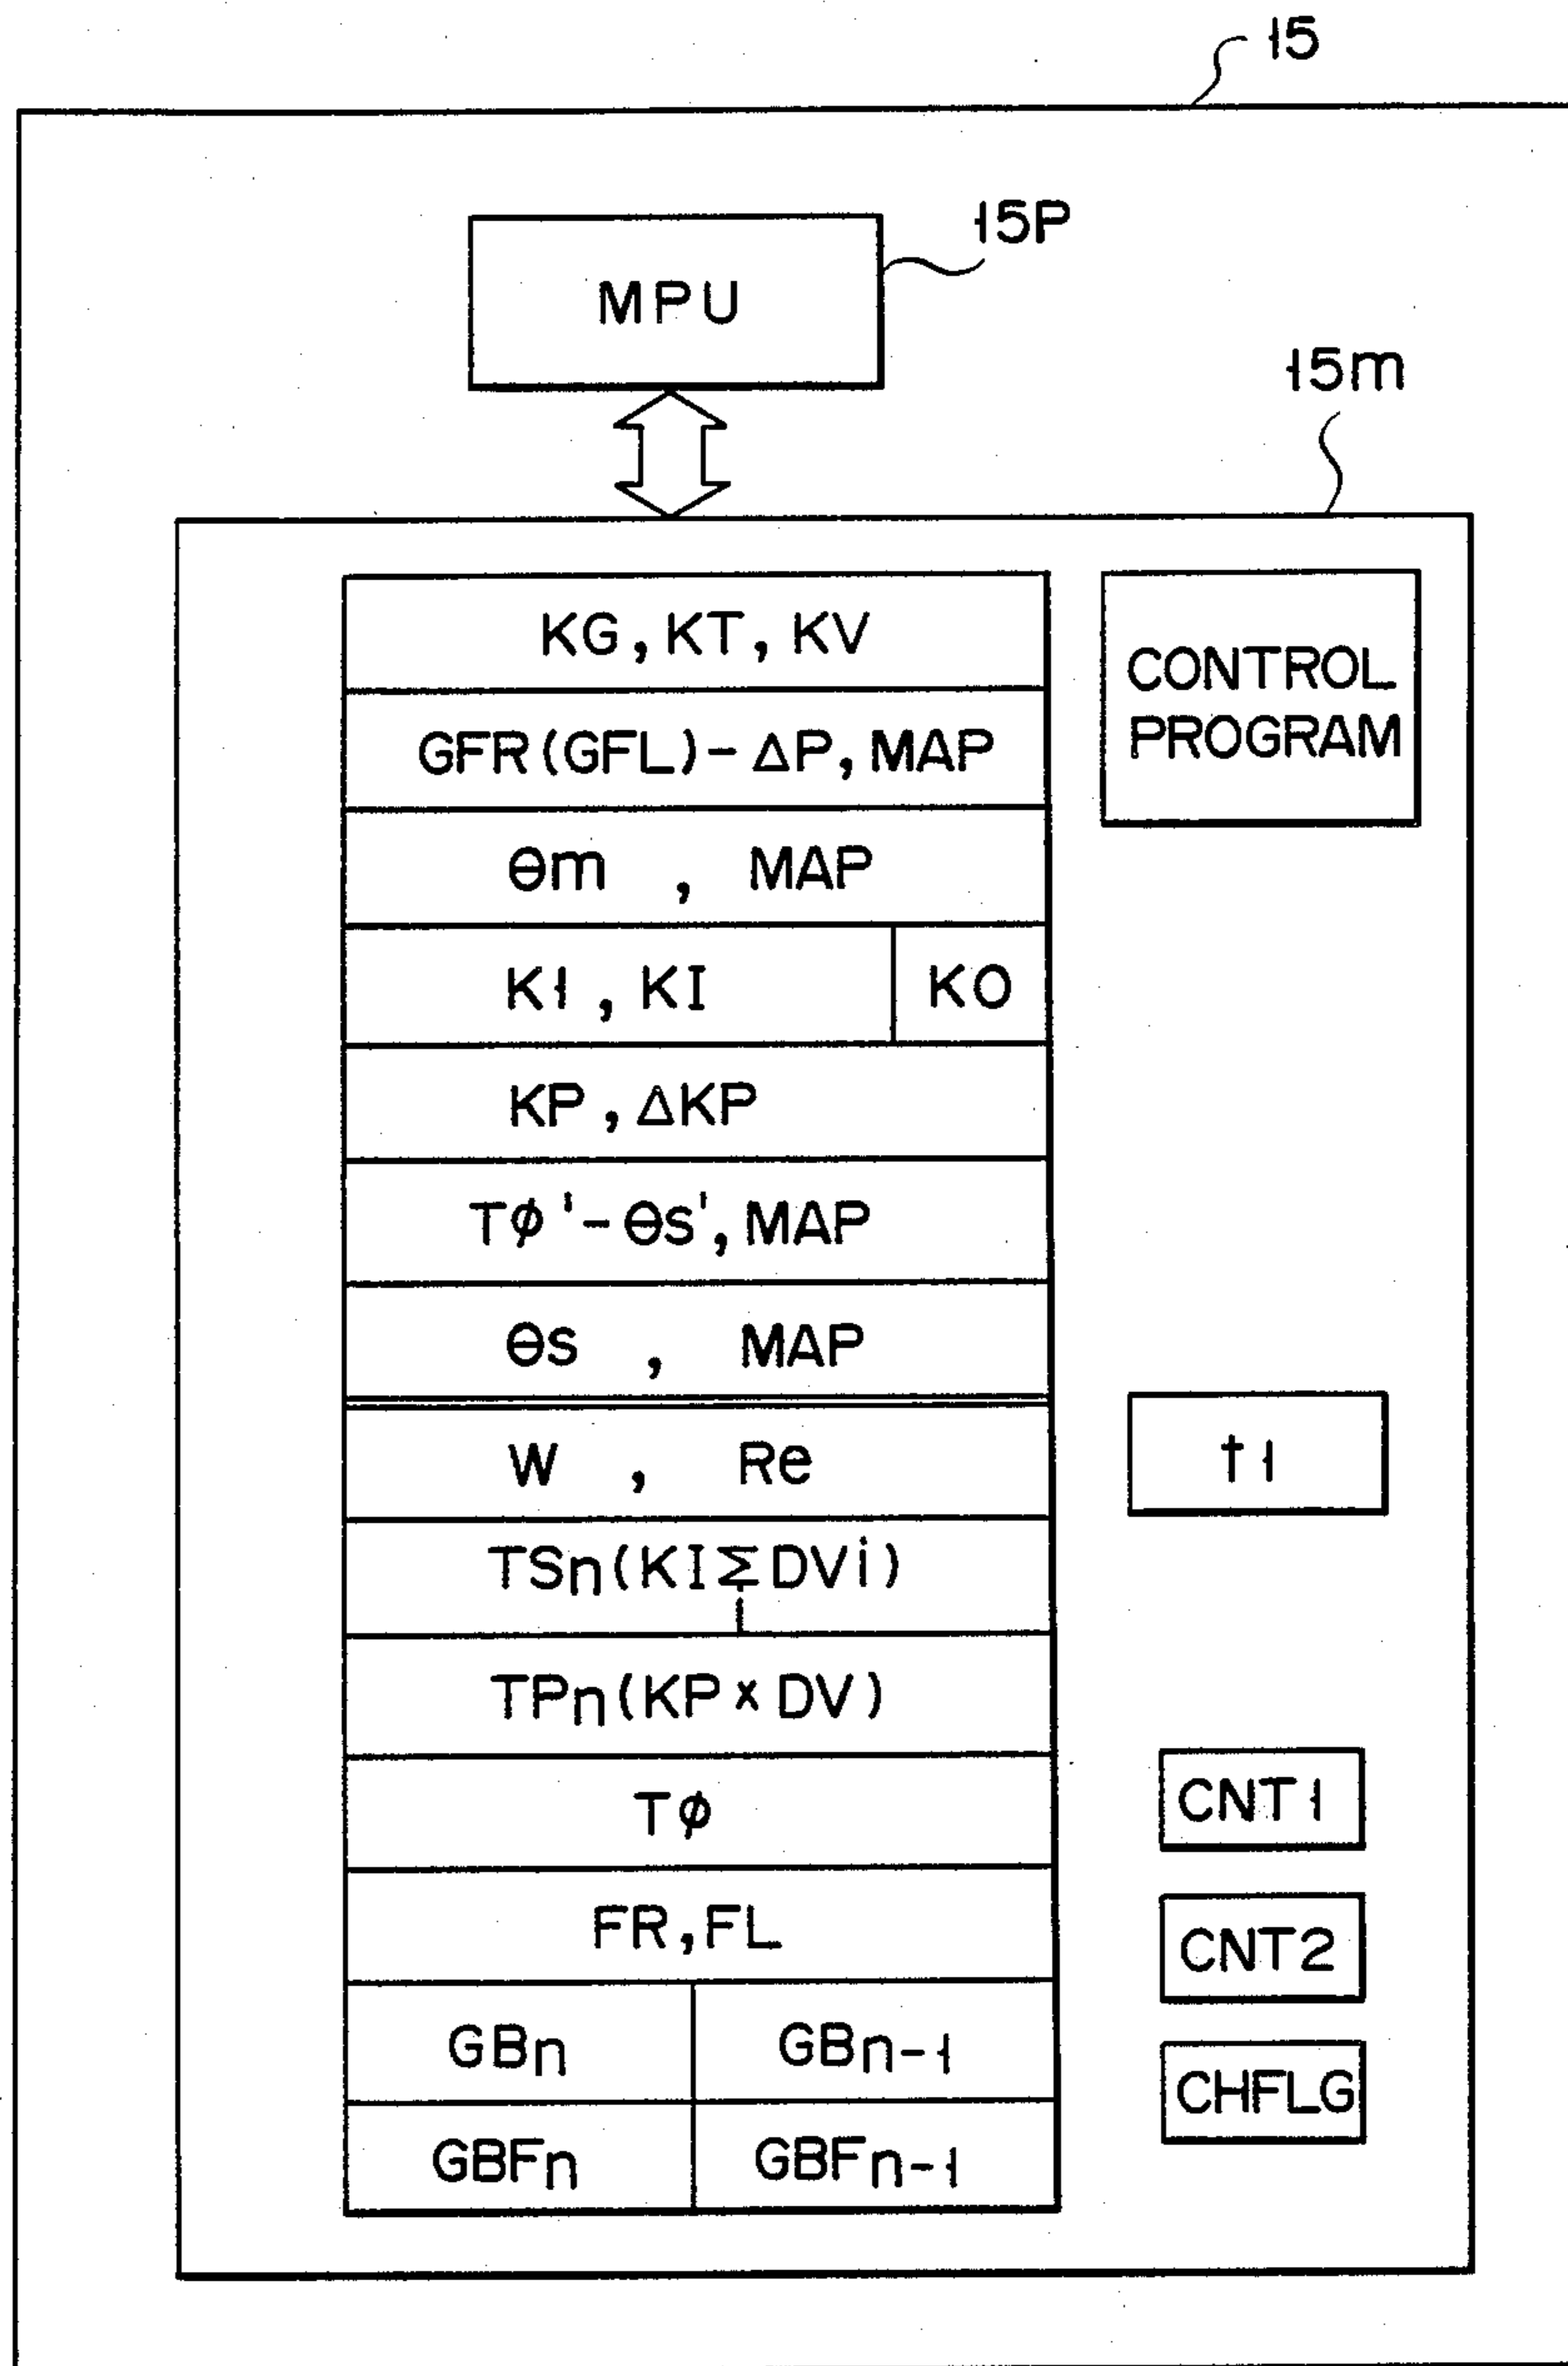 15
15P
MPU
15m
KG, KT, KV
CONTROL
PROGRAM
GFR(GFL)-ΔP, MAP
θm , MAP
K1, KI
KO
KP, ΔKP
Tφ'-θs', MAP
θs , MAP
W , Re
t1
TSn(KIΣDVi)
TPn(KP×DV)
Tφ
CNT1
FR, FL
CNT2
GBn
GBn-1
CHFLG
GBFn
GBFn-1